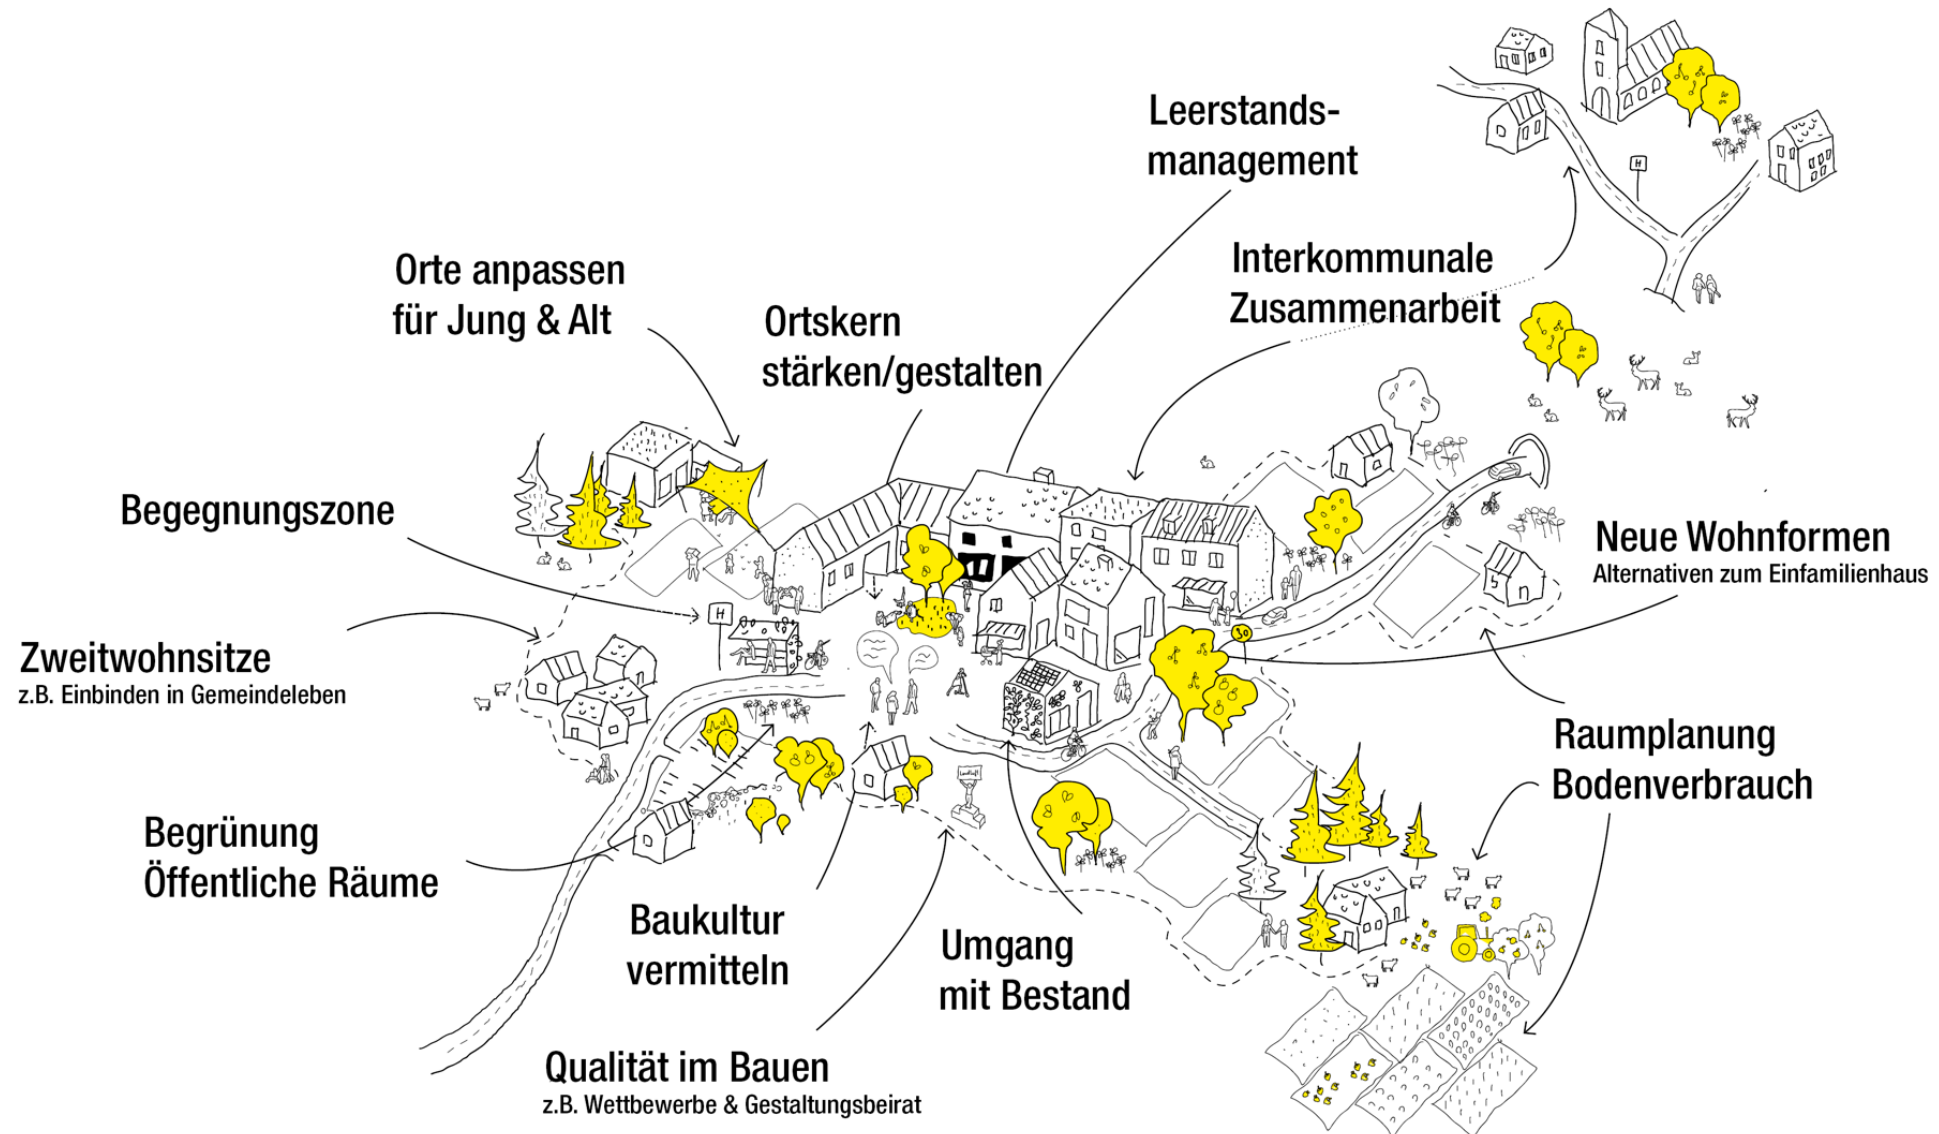 Leerstands-
management
Interkommunale
Zusammenarbeit
Orte anpassen
für Jung & Alt
Ortskern
stärken/gestalten
Begegnungszone
Neue Wohnformen
Alternativen zum Einfamilienhaus
Zweitwohnsitze
z.B. Einbinden in Gemeindeleben
Raumplanung
Bodenverbrauch
Begrünung
Öffentliche Räume
Baukultur
vermitteln
Umgang
mit Bestand
Qualität im Bauen
z.B. Wettbewerbe & Gestaltungsbeirat
H
H
30